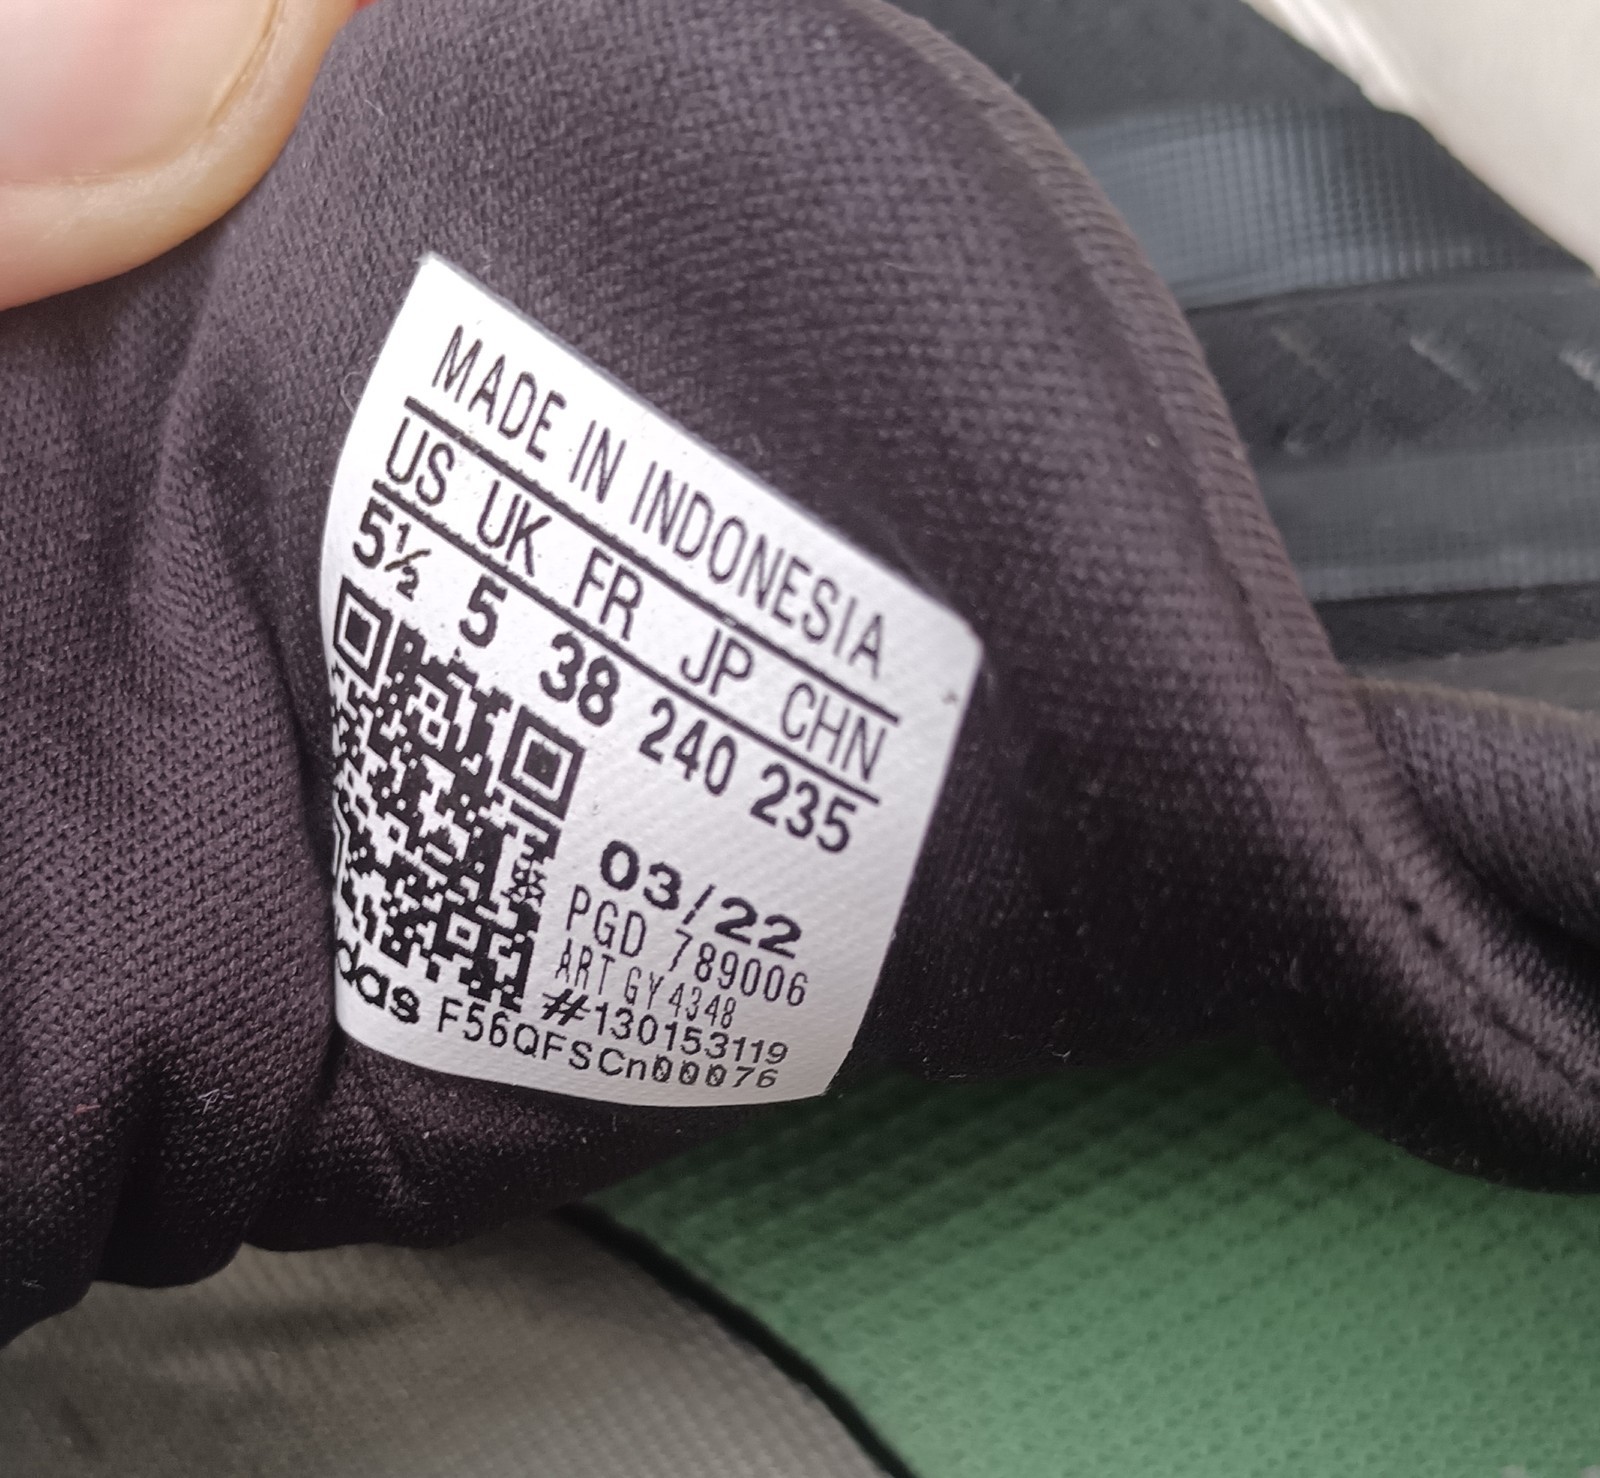 MADE IN INDONESIA
US UK FR JP CHN
5½ 5 38 240 235
03/22
PGD 789006
ART GY4348
#130153119
das F56QFSCn00076